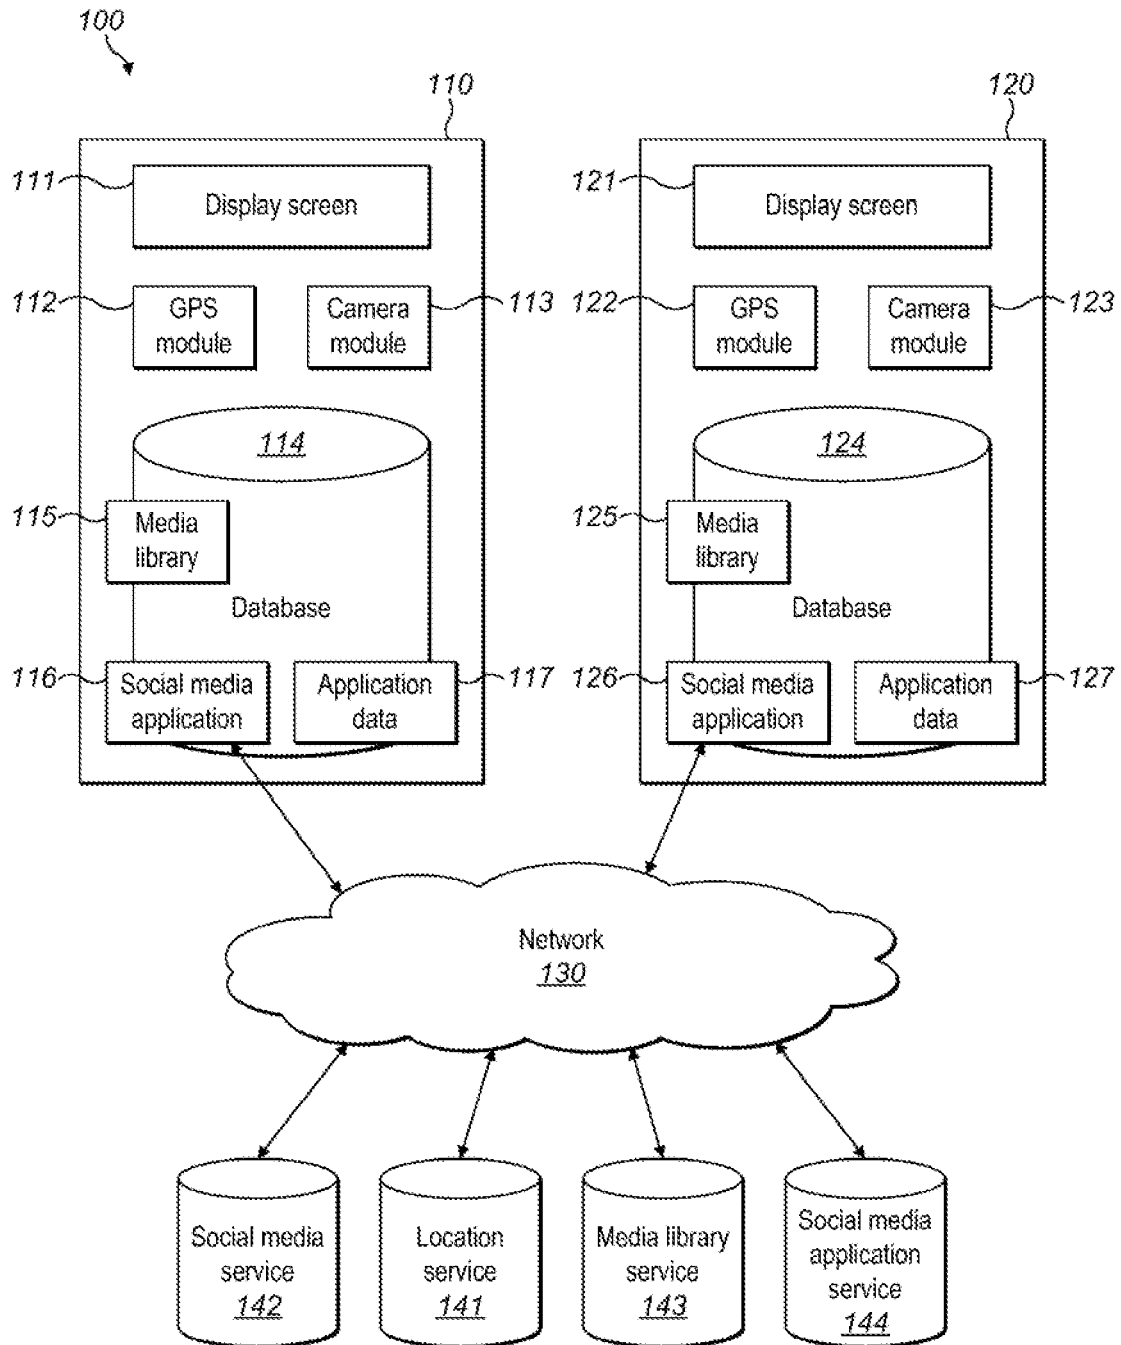 100
110
120
111
Display screen
121
Display screen
112
GPS
module
Camera
module
113
122
GPS
module
Camera
module
123
114
124
115
Media
library
125
Media
library
Database
Database
116
Social media
application
Application
data
117
126
Social media
application
Application
data
127
Network
130
Social media
service
142
Location
service
141
Media library
service
143
Social media
application
service
144